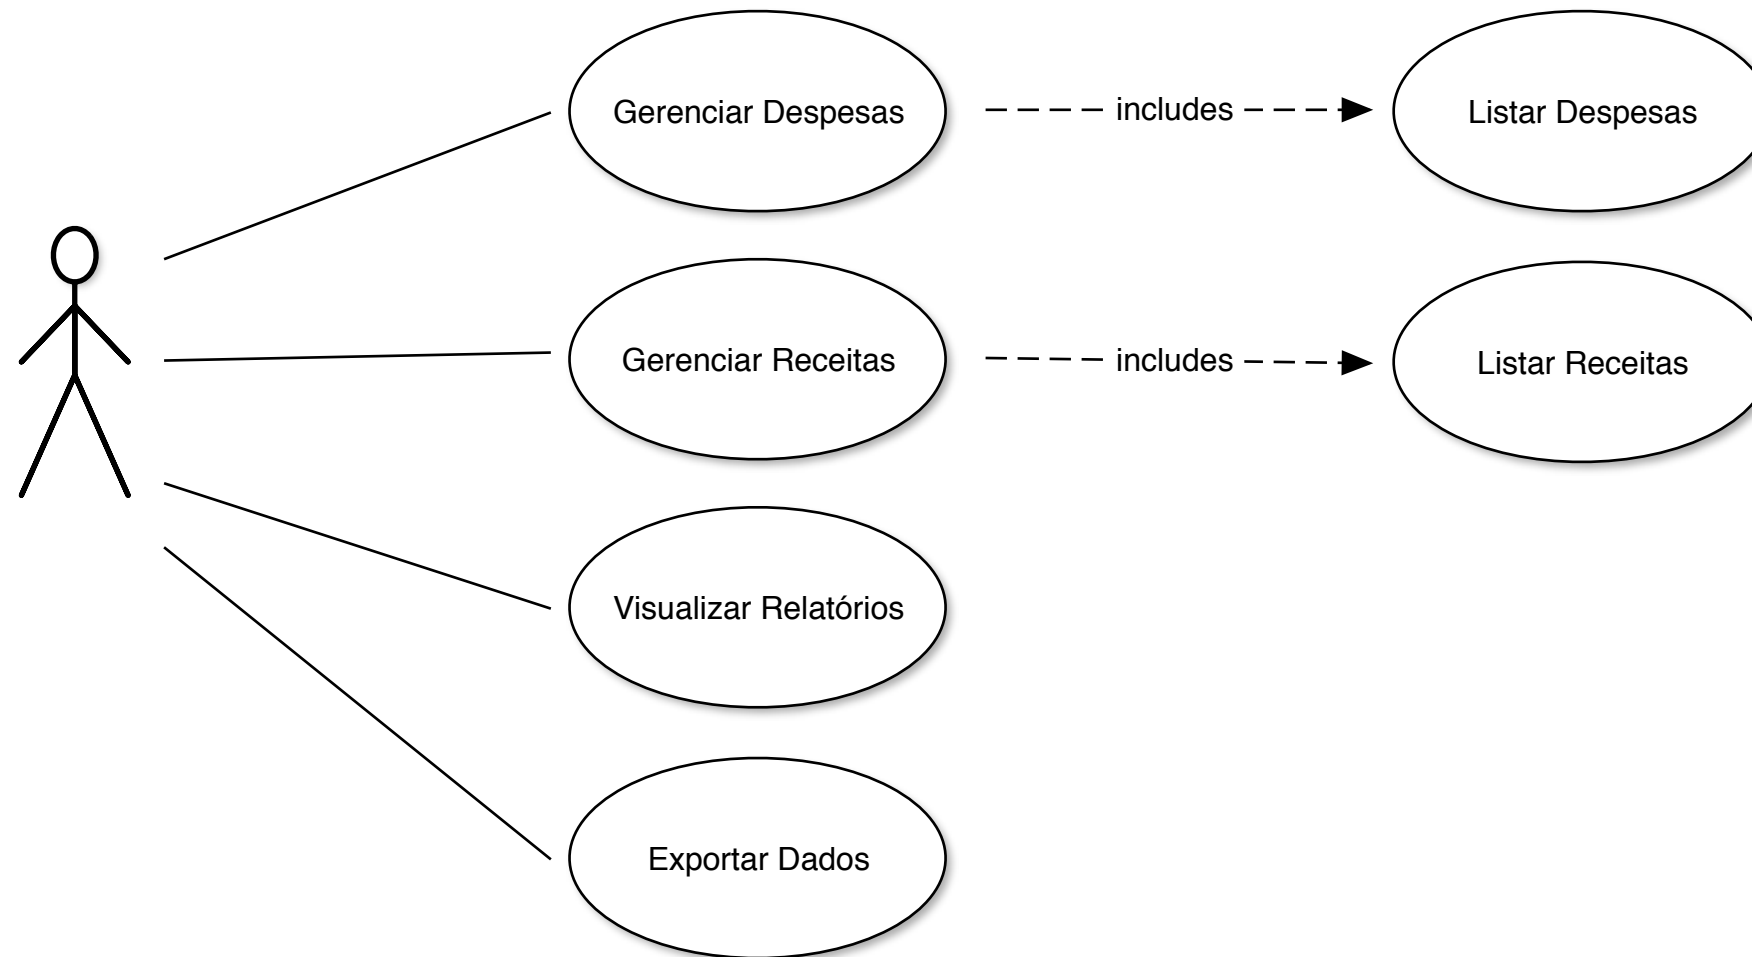 Gerenciar Despesas
includes
Listar Despesas
Gerenciar Receitas
includes
Listar Receitas
Visualizar Relatórios
Exportar Dados